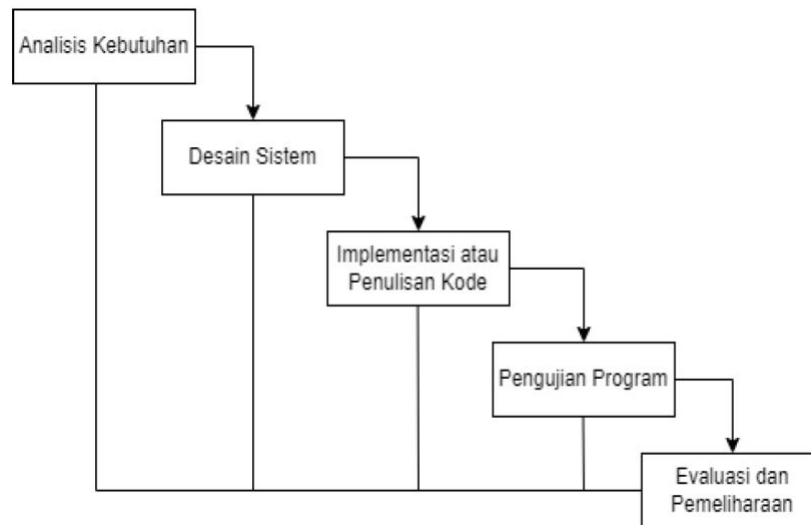 Analisis Kebutuhan
Desain Sistem
Implementasi atau
Penulisan Kode
Pengujian Program
Evaluasi dan
Pemeliharaan